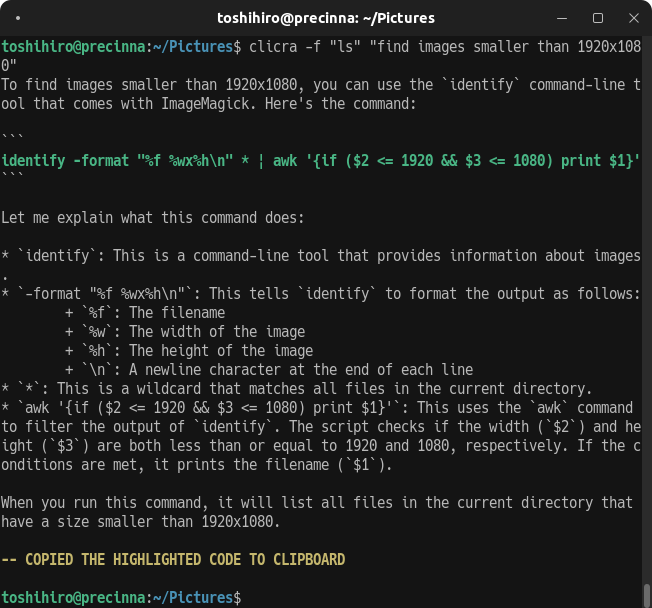 toshihiro@precinna: ~/Pictures
toshihiro@precinna:~/Pictures$ clicra -f "ls" "find images smaller than 1920x108
0"
To find images smaller than 1920x1080, you can use the `identify` command-line t
ool that comes with ImageMagick. Here's the command:
```
identify -format "%f %wx%h\n" * | awk '{if ($2 <= 1920 && $3 <= 1080) print $1}'
```
Let me explain what this command does:
* `identify`: This is a command-line tool that provides information about images
.
* `-format "%f %wx%h\n"`: This tells `identify` to format the output as follows:
+ `%f`: The filename
+ `%w`: The width of the image
+ `%h`: The height of the image
+ `\n`: A newline character at the end of each line
* `*`: This is a wildcard that matches all files in the current directory.
* `awk '{if ($2 <= 1920 && $3 <= 1080) print $1}'`: This uses the `awk` command
to filter the output of `identify`. The script checks if the width (`$2`) and he
ight (`$3`) are both less than or equal to 1920 and 1080, respectively. If the c
onditions are met, it prints the filename (`$1`).
When you run this command, it will list all files in the current directory that
have a size smaller than 1920x1080.
-- COPIED THE HIGHLIGHTED CODE TO CLIPBOARD
toshihiro@precinna:~/Pictures$